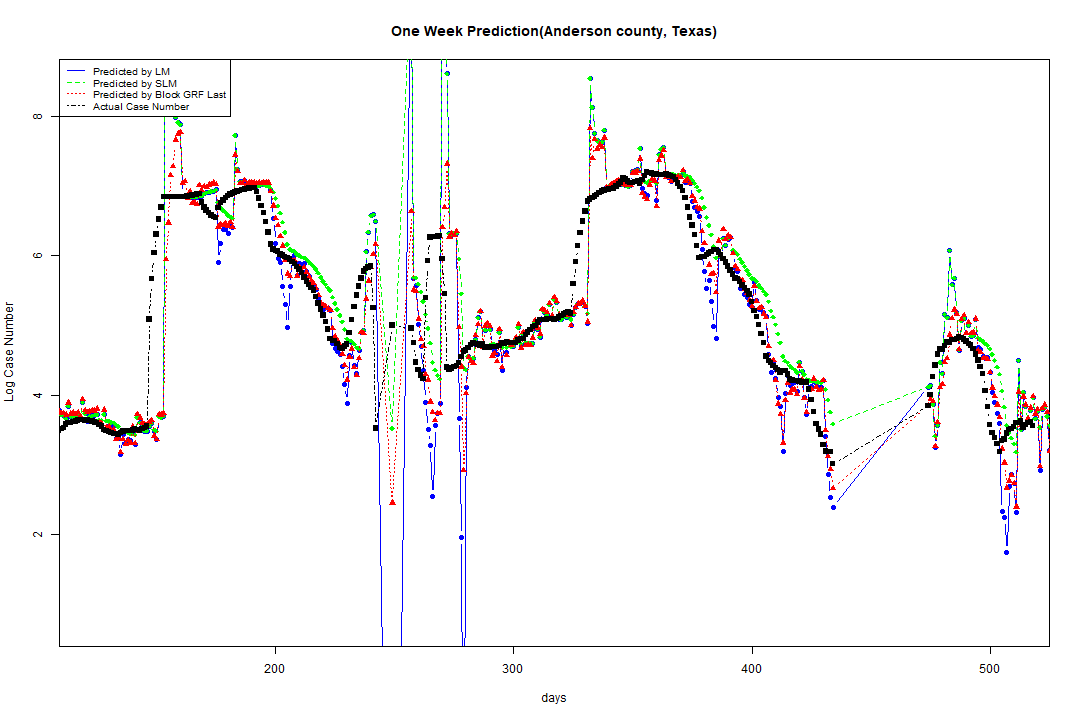 One Week Prediction(Anderson county, Texas)
Predicted by LM
Predicted by SLM
Predicted by Block GRF Last
Actual Case Number
8
6
4
2
Log Case Number
200
300
400
500
days